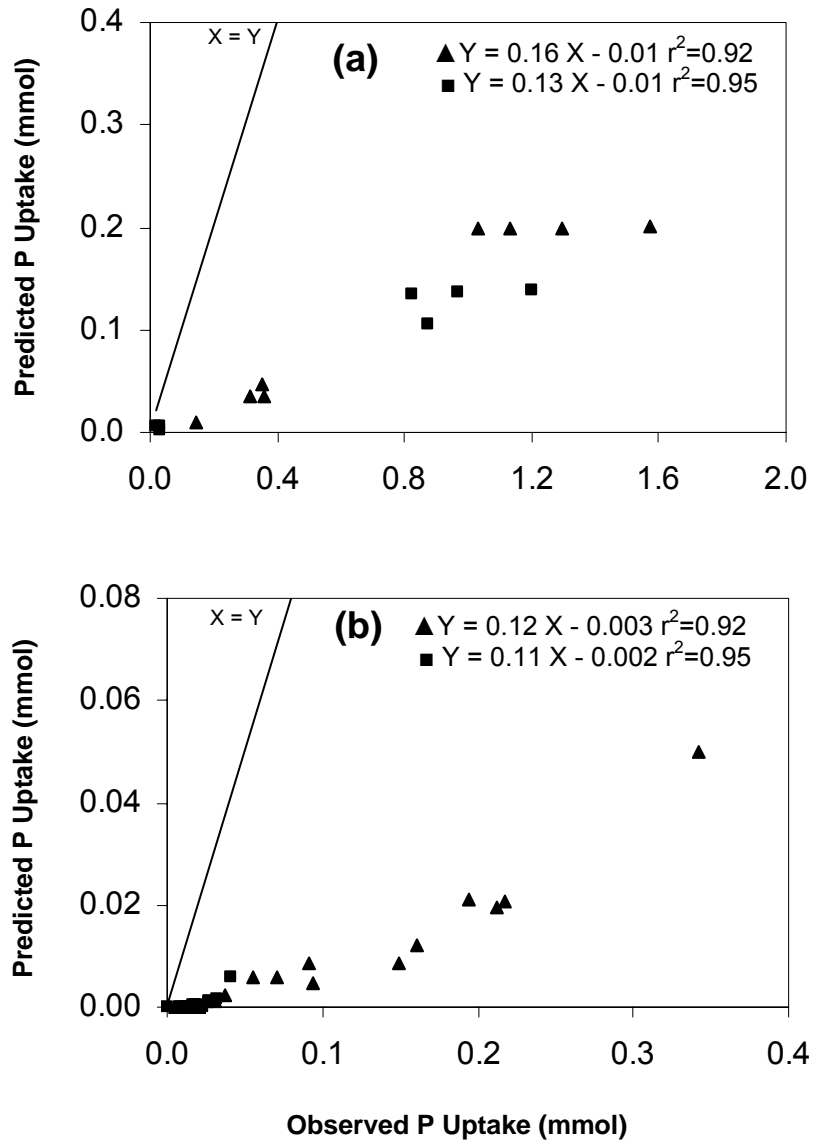 X = Y
(a)
▲ Y = 0.16 X - 0.01 r²=0.92
■ Y = 0.13 X - 0.01 r²=0.95
Predicted P Uptake (mmol)
0.4
0.3
0.2
0.1
0.0
0.0 0.4 0.8 1.2 1.6 2.0
X = Y
(b)
▲ Y = 0.12 X - 0.003 r²=0.92
■ Y = 0.11 X - 0.002 r²=0.95
Predicted P Uptake (mmol)
0.08
0.06
0.04
0.02
0.00
0.0 0.1 0.2 0.3 0.4
Observed P Uptake (mmol)